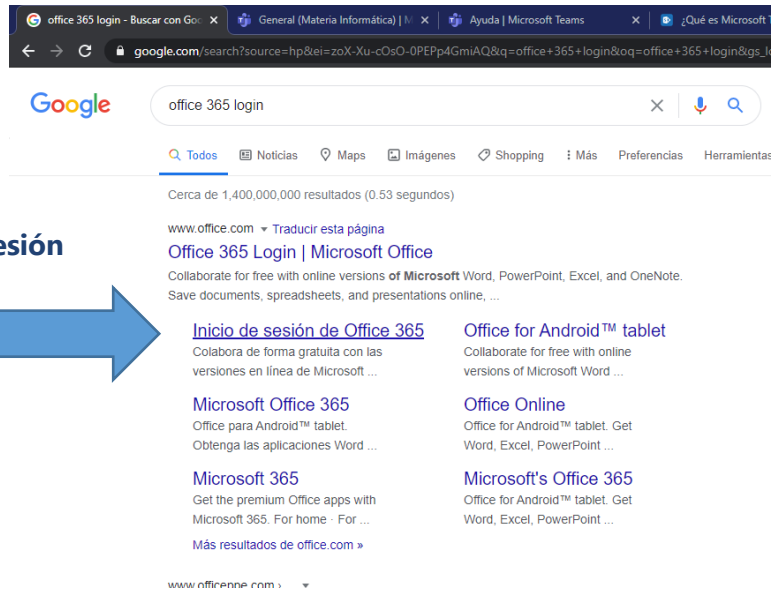 office 365 login - Buscar con Goo
General (Materia Informática) | M
Ayuda | Microsoft Teams
¿Qué es Microsoft T
google.com/search?source=hp&ei=zoX-Xu-cOsO-0PEPp4GmiAQ&q=office+365+login&oq=office+365+login&gs_l
Google
office 365 login
Todos
Noticias
Maps
Imágenes
Shopping
Más
Preferencias
Herramientas
Cerca de 1,400,000,000 resultados (0.53 segundos)
www.office.com Traducir esta página
esión
Office 365 Login | Microsoft Office
Collaborate for free with online versions of Microsoft Word, PowerPoint, Excel, and OneNote.
Save documents, spreadsheets, and presentations online, ...
Inicio de sesión de Office 365
Colabora de forma gratuita con las
versiones en línea de Microsoft ...
Office for Android™ tablet
Collaborate for free with online
versions of Microsoft Word ...
Microsoft Office 365
Office para Android™ tablet.
Obtenga las aplicaciones Word ...
Office Online
Office for Android™ tablet. Get
Word, Excel, PowerPoint ...
Microsoft 365
Get the premium Office apps with
Microsoft 365. For home · For ...
Microsoft's Office 365
Office for Android™ tablet. Get
Word, Excel, PowerPoint ...
Más resultados de office.com »
www.officeppe.com ›